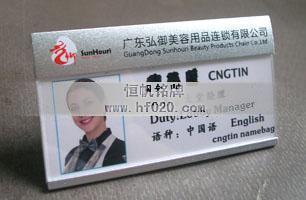 SunHouri
广东弘御美容用品连锁有限公司
GuangDong Sunhouri Beauty Products Chair Co.Ltd
CNGTIN
恒帆铭牌
www.hf020.com
Duty: Manager
语种：中国语 English
cngtin namebag